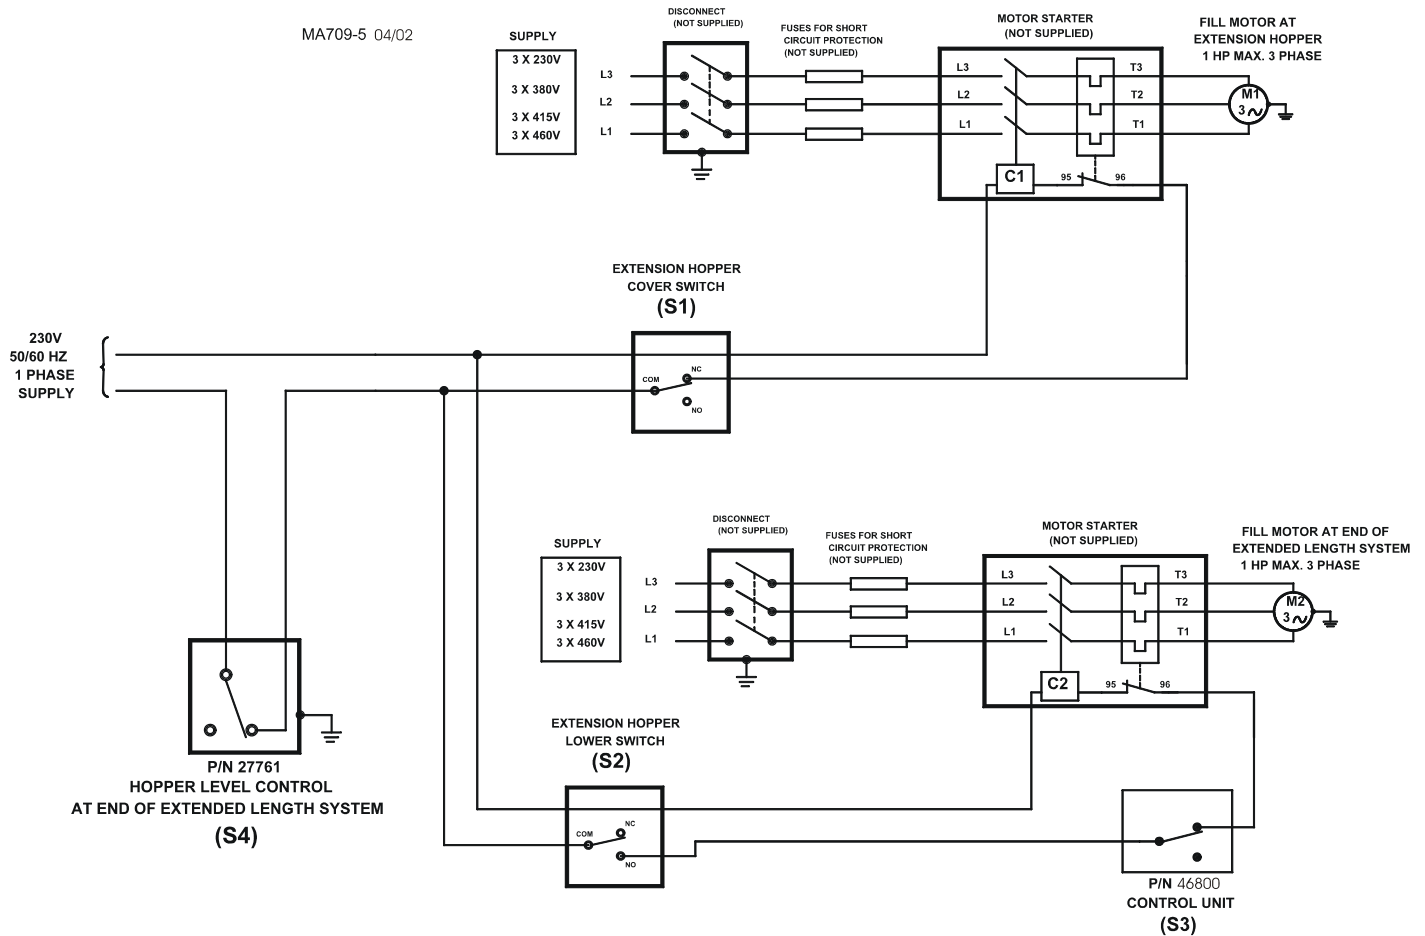 MA709-5 04/02
SUPPLY
3 X 230V
3 X 380V
3 X 415V
3 X 460V
DISCONNECT
(NOT SUPPLIED)
FUSES FOR SHORT
CIRCUIT PROTECTION
(NOT SUPPLIED)
MOTOR STARTER
(NOT SUPPLIED)
FILL MOTOR AT
EXTENSION HOPPER
1 HP MAX. 3 PHASE
L3
L2
L1
L3
L2
L1
T3
T2
T1
M1
3
C1
95
96
EXTENSION HOPPER
COVER SWITCH
(S1)
COM
NC
NO
230V
50/60 HZ
1 PHASE
SUPPLY
SUPPLY
3 X 230V
3 X 380V
3 X 415V
3 X 460V
DISCONNECT
(NOT SUPPLIED)
FUSES FOR SHORT
CIRCUIT PROTECTION
(NOT SUPPLIED)
MOTOR STARTER
(NOT SUPPLIED)
FILL MOTOR AT END OF
EXTENDED LENGTH SYSTEM
1 HP MAX. 3 PHASE
L3
L2
L1
L3
L2
L1
T3
T2
T1
M2
3
C2
95
96
EXTENSION HOPPER
LOWER SWITCH
(S2)
COM
NC
NO
P/N 27761
HOPPER LEVEL CONTROL
AT END OF EXTENDED LENGTH SYSTEM
(S4)
P/N 46800
CONTROL UNIT
(S3)